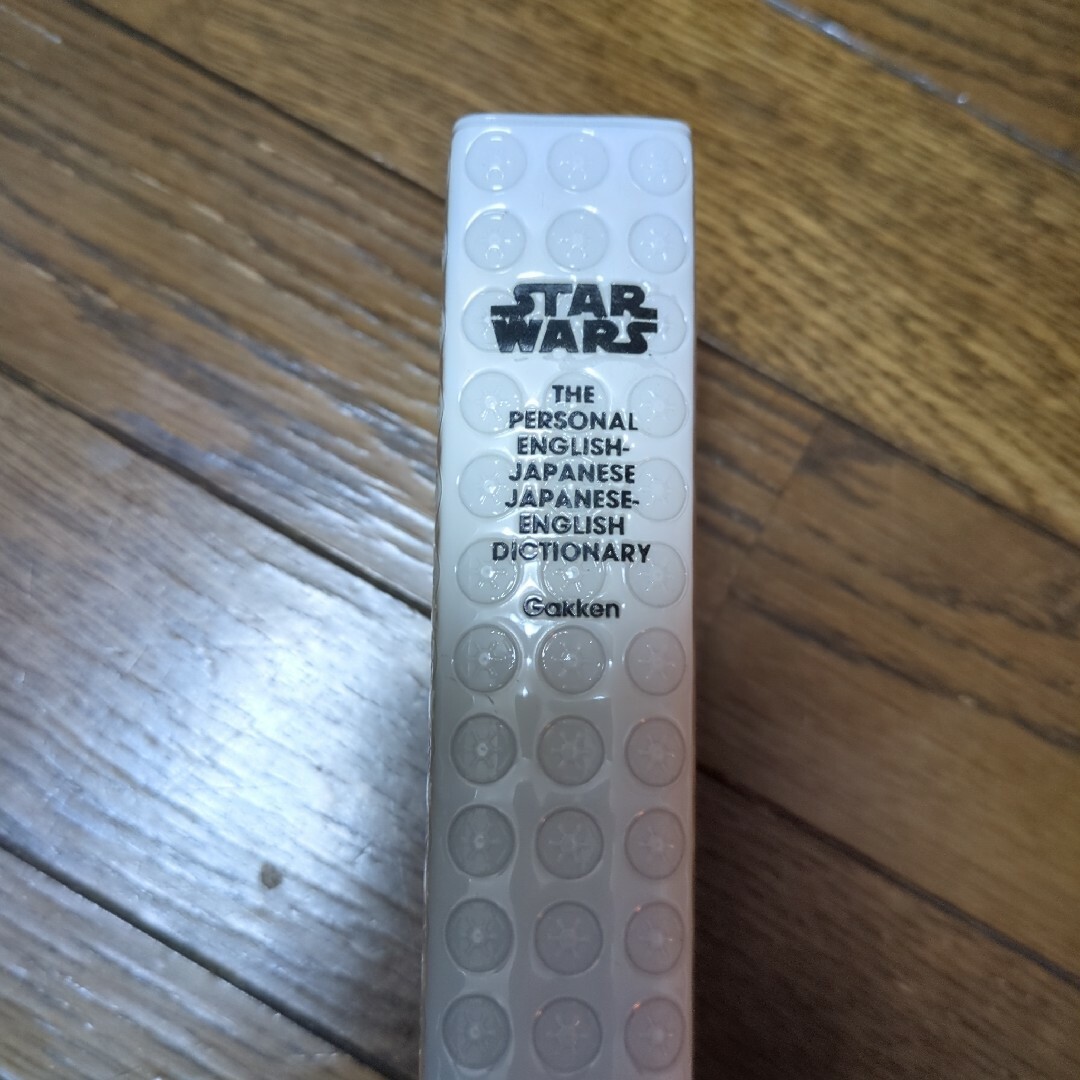 STAR
WARS
THE
PERSONAL
ENGLISH-
JAPANESE
JAPANESE-
ENGLISH
DICTIONARY
Gakken